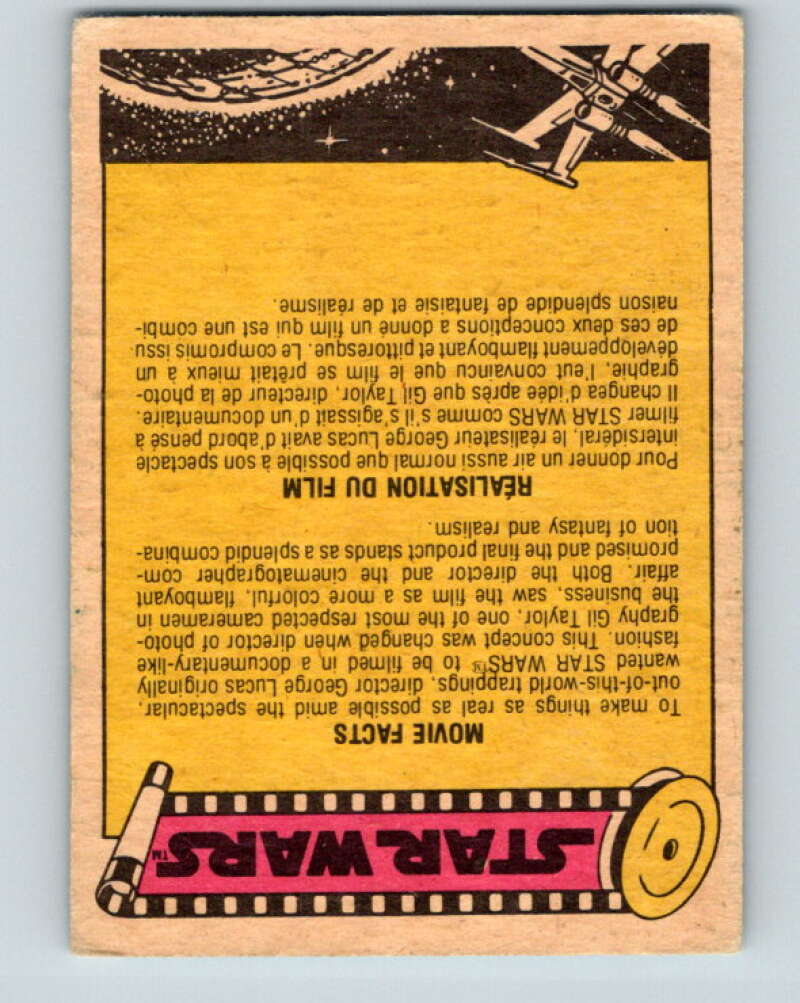 STAR WARS™
MOVIE FACTS
To make things as real as possible amid the spectacular,
out-of-this-world trappings, director George Lucas originally
wanted STAR WARS™ to be filmed in a documentary-like
fashion. This concept was changed when director of photo-
graphy Gil Taylor, one of the most respected cameramen in
the business, saw the film as a more colorful, flamboyant
affair. Both the director and the cinematographer com-
promised and the final product stands as a splendid combina-
tion of fantasy and realism.
RÉALISATION DU FILM
Pour donner un air aussi normal que possible à son spectacle
intersidéral, le réalisateur George Lucas avait d'abord pensé à
filmer STAR WARS comme s'il s'agissait d'un documentaire.
Il changea d'idée après que Gil Taylor, directeur de la photo-
graphie, l'eut convaincu que le film se prêtait mieux à un
développement flamboyant et pittoresque. Le compromis issu
de ces deux conceptions a donné un film qui est une combi-
naison splendide de fantaisie et de réalisme.